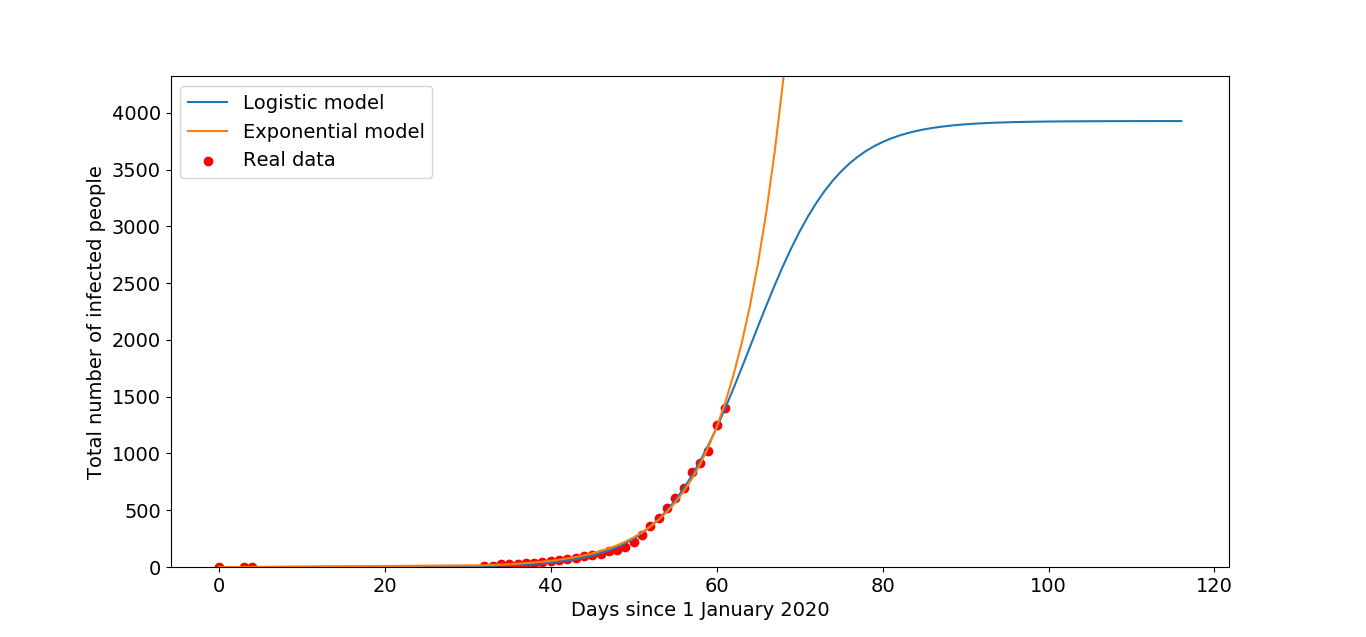 Logistic model
Exponential model
Real data
Total number of infected people
4000
3500
3000
2500
2000
1500
1000
500
0
0 20 40 60 80 100 120
Days since 1 January 2020